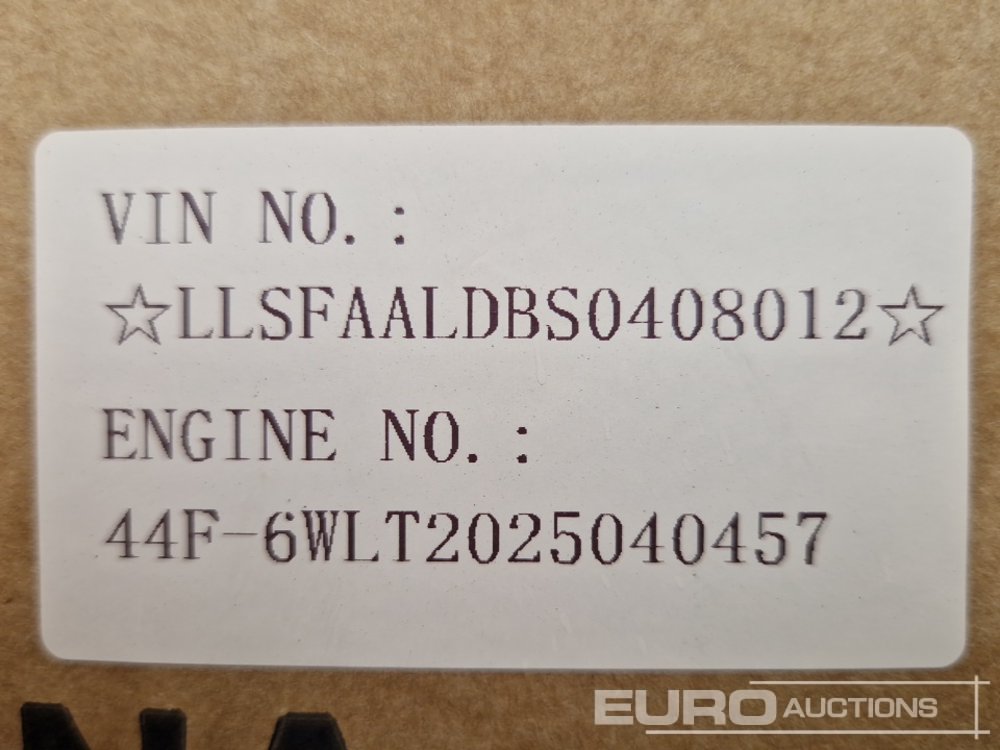 VIN NO.:
☆LLSFAALDBS0408012☆
ENGINE NO.:
44F-6WLT2025040457
EURO AUCTIONS